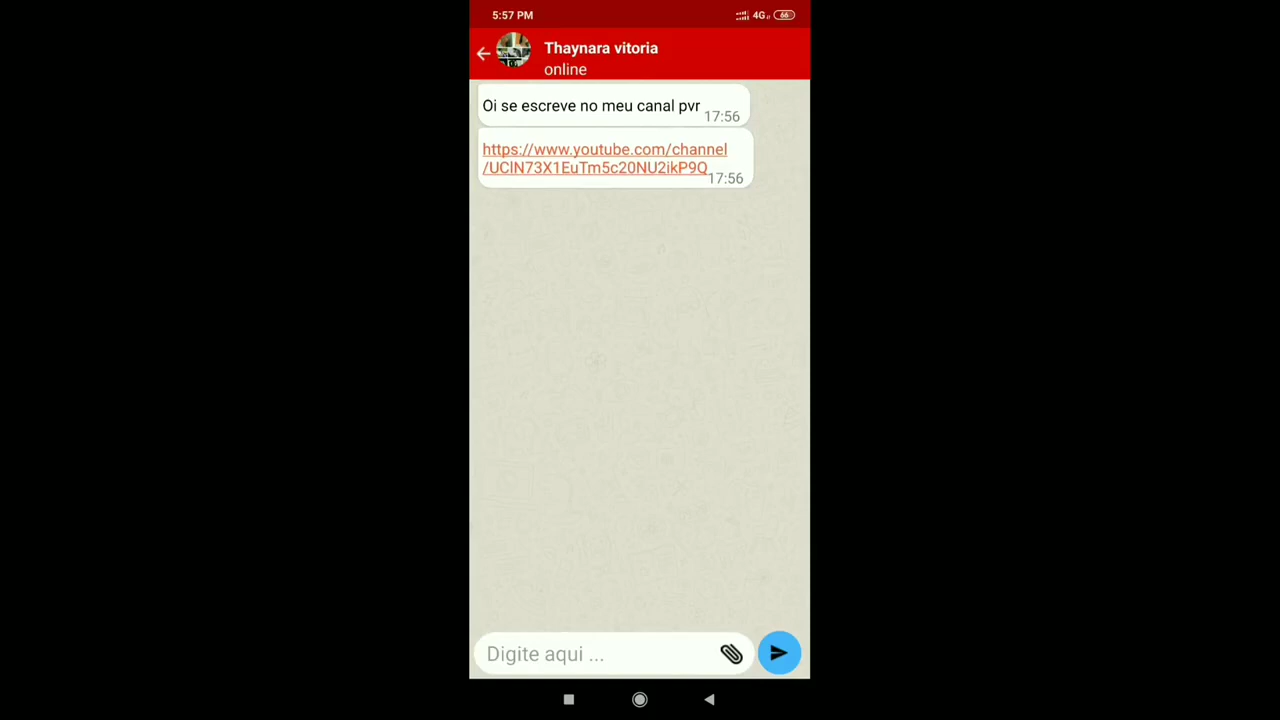 5:57 PM
4G
66
Thaynara vitoria
online
Oi se escreve no meu canal pvr
17:56
https://www.youtube.com/channel
/UClN73X1EuTm5c20NU2ikP9Q
17:56
Digite aqui ...